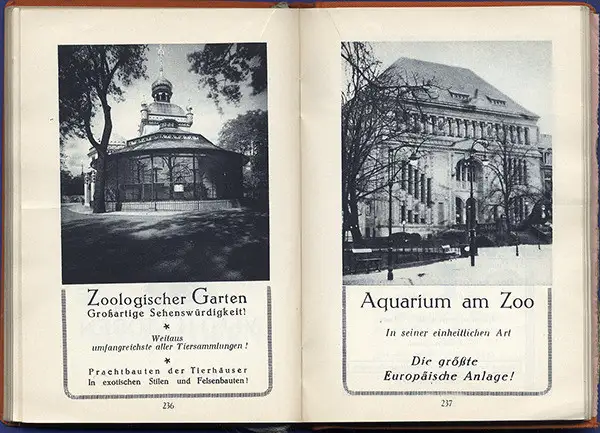 Zoologischer Garten
Großartige Sehenswürdigkeit!
*
Weitaus
umfangreichste aller Tiersammlungen!
*
Prachtbauten der Tierhäuser
In exotischen Stilen und Felsenbauten!
236
Aquarium am Zoo
In seiner einheitlichen Art
Die größte
Europäische Anlage!
237